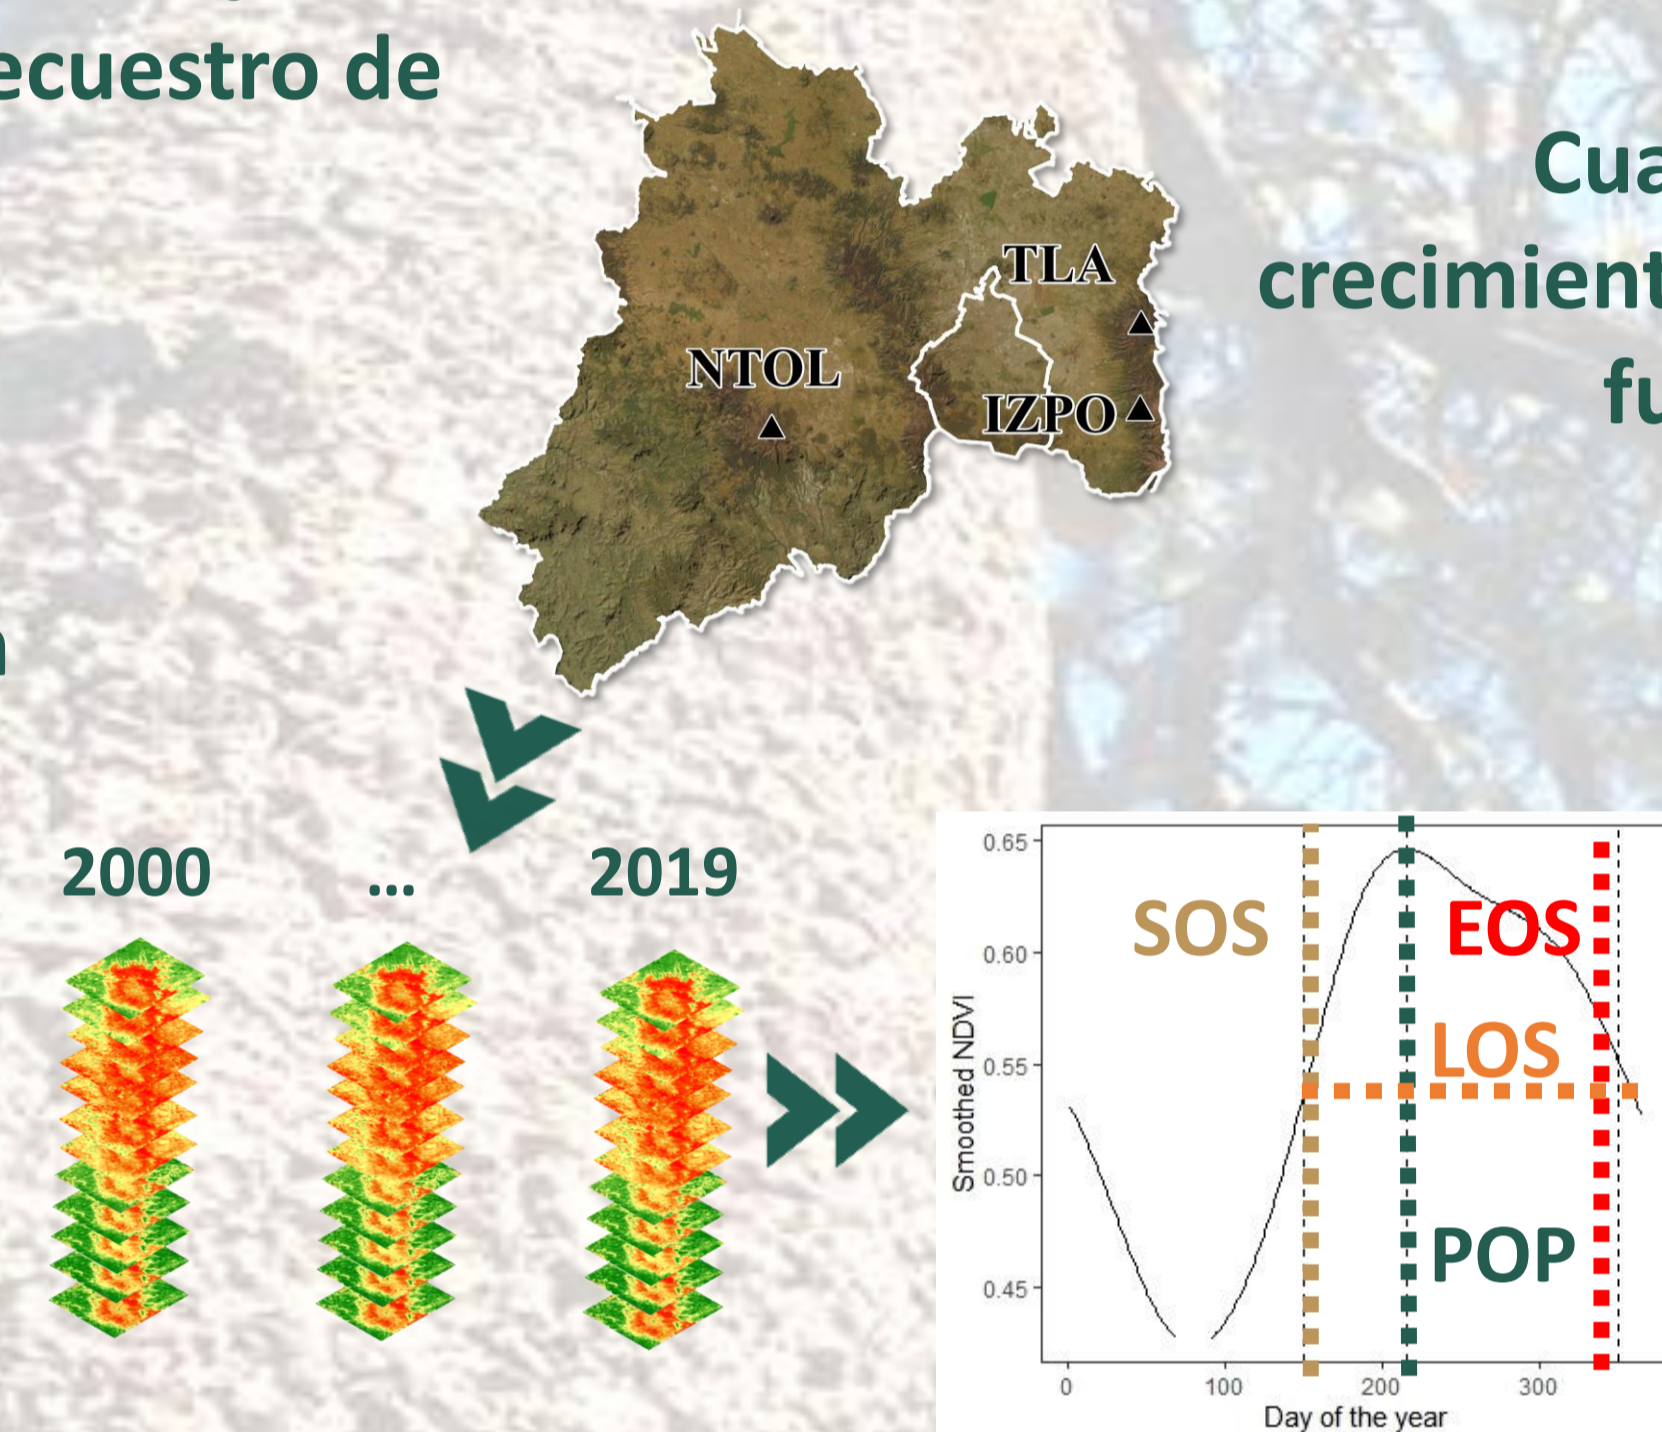 ecuestro de
Cua
crecimient
fu
TLA
NTOL
IZPO
2000
...
2019
0.65
0.60
0.55
0.50
0.45
Smoothed NDVI
SOS
EOS
LOS
POP
0
100
200
300
Day of the year